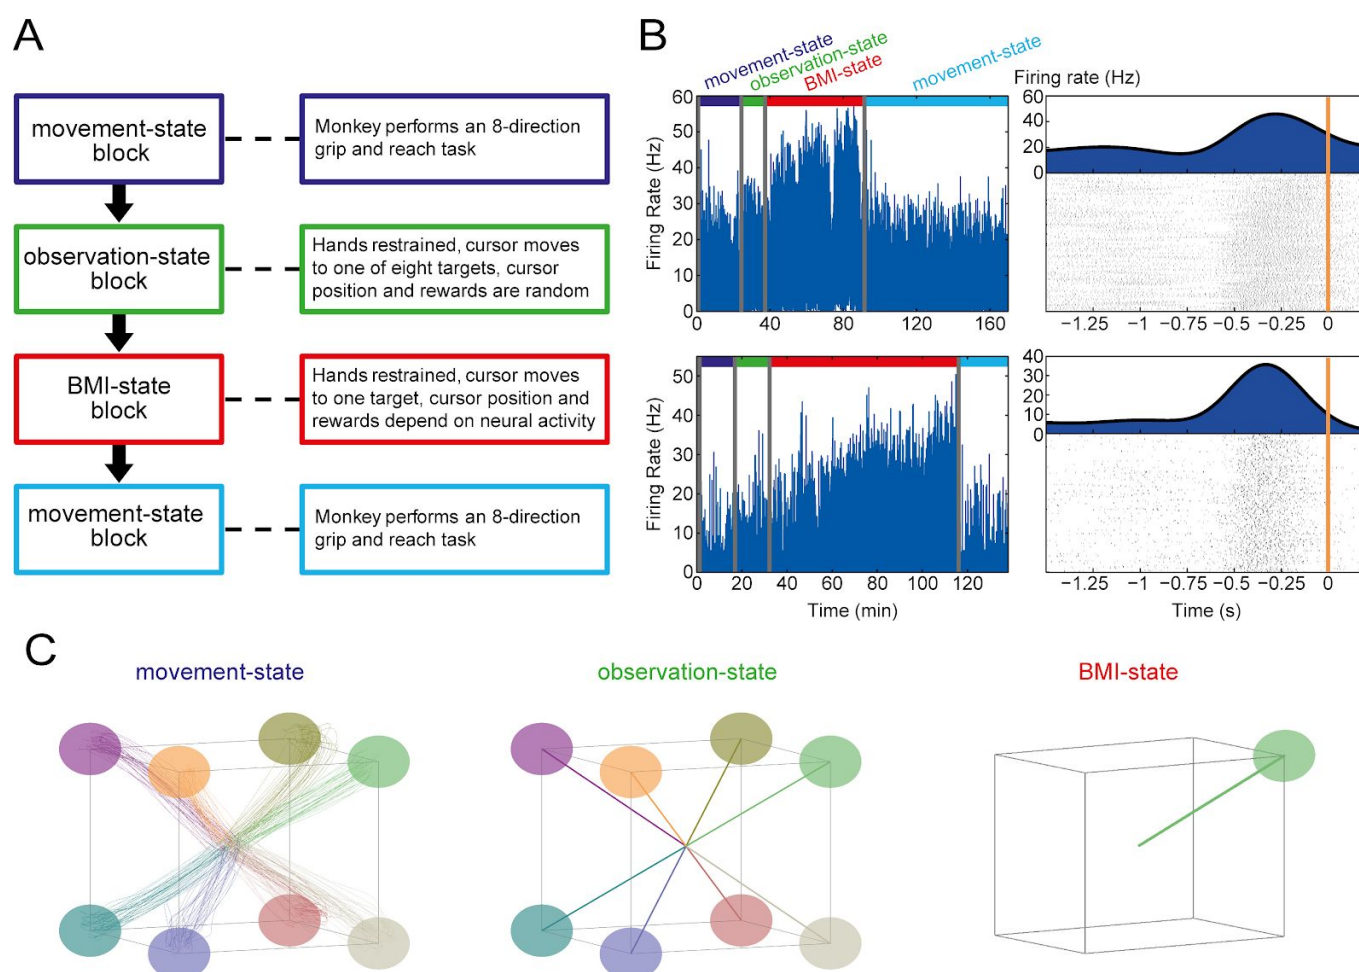 A
movement-state
block
Monkey performs an 8-direction
grip and reach task
observation-state
block
Hands restrained, cursor moves
to one of eight targets, cursor
position and rewards are random
BMI-state
block
Hands restrained, cursor moves
to one target, cursor position and
rewards depend on neural activity
movement-state
block
Monkey performs an 8-direction
grip and reach task
B
movement-state
observation-state
BMI-state
movement-state
Firing Rate (Hz)
60
50
40
30
20
10
0
0 40 80 120 160
Firing rate (Hz)
60
40
20
0
−1.25 −1 −0.75 −0.5 −0.25 0
Firing Rate (Hz)
50
40
30
20
10
0
0 20 40 60 80 100 120
Time (min)
40
30
20
10
0
−1.25 −1 −0.75 −0.5 −0.25 0
Time (s)
C
movement-state
observation-state
BMI-state